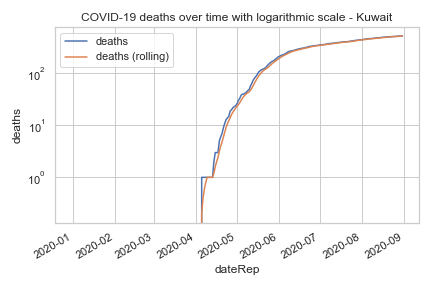 COVID-19 deaths over time with logarithmic scale - Kuwait
deaths
deaths (rolling)
10²
10¹
10⁰
deaths
2020-01
2020-02
2020-03
2020-04
2020-05
2020-06
2020-07
2020-08
2020-09
dateRep